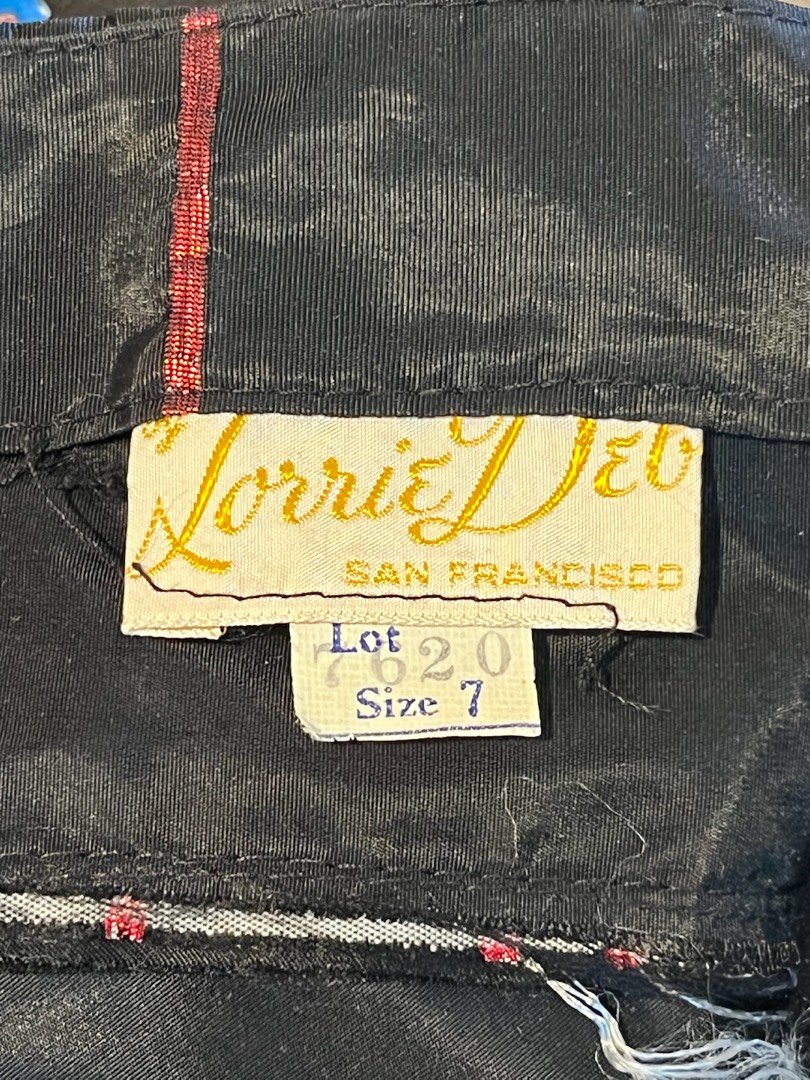 Lorrie Deb
SAN FRANCISCO
Lot
7620
Size 7